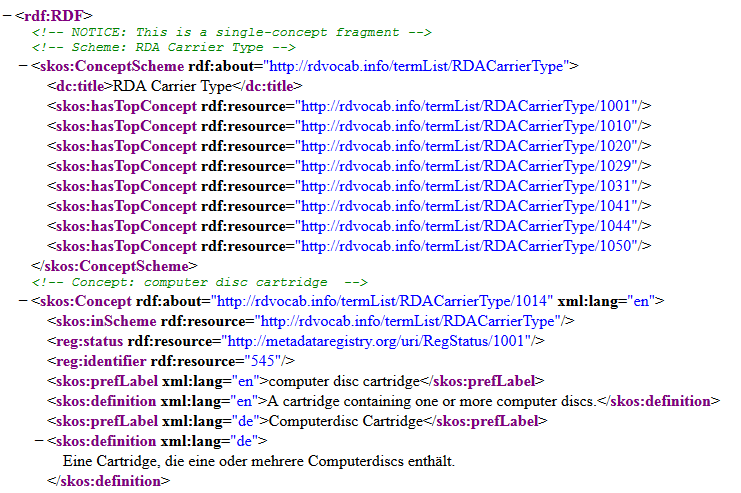 − <rdf:RDF>
<!-- NOTICE: This is a single-concept fragment -->
<!-- Scheme: RDA Carrier Type -->
− <skos:ConceptScheme rdf:about="http://rdvocab.info/termList/RDACarrierType">
<dc:title>RDA Carrier Type</dc:title>
<skos:hasTopConcept rdf:resource="http://rdvocab.info/termList/RDACarrierType/1001"/>
<skos:hasTopConcept rdf:resource="http://rdvocab.info/termList/RDACarrierType/1010"/>
<skos:hasTopConcept rdf:resource="http://rdvocab.info/termList/RDACarrierType/1020"/>
<skos:hasTopConcept rdf:resource="http://rdvocab.info/termList/RDACarrierType/1029"/>
<skos:hasTopConcept rdf:resource="http://rdvocab.info/termList/RDACarrierType/1031"/>
<skos:hasTopConcept rdf:resource="http://rdvocab.info/termList/RDACarrierType/1041"/>
<skos:hasTopConcept rdf:resource="http://rdvocab.info/termList/RDACarrierType/1044"/>
<skos:hasTopConcept rdf:resource="http://rdvocab.info/termList/RDACarrierType/1050"/>
</skos:ConceptScheme>
<!-- Concept: computer disc cartridge  -->
− <skos:Concept rdf:about="http://rdvocab.info/termList/RDACarrierType/1014" xml:lang="en">
<skos:inScheme rdf:resource="http://rdvocab.info/termList/RDACarrierType"/>
<reg:status rdf:resource="http://metadataregistry.org/uri/RegStatus/1001"/>
<reg:identifier rdf:resource="545"/>
<skos:prefLabel xml:lang="en">computer disc cartridge</skos:prefLabel>
<skos:definition xml:lang="en">A cartridge containing one or more computer discs.</skos:definition>
<skos:prefLabel xml:lang="de">Computerdisc Cartridge</skos:prefLabel>
− <skos:definition xml:lang="de">
Eine Cartridge, die eine oder mehrere Computerdiscs enthält.
</skos:definition>